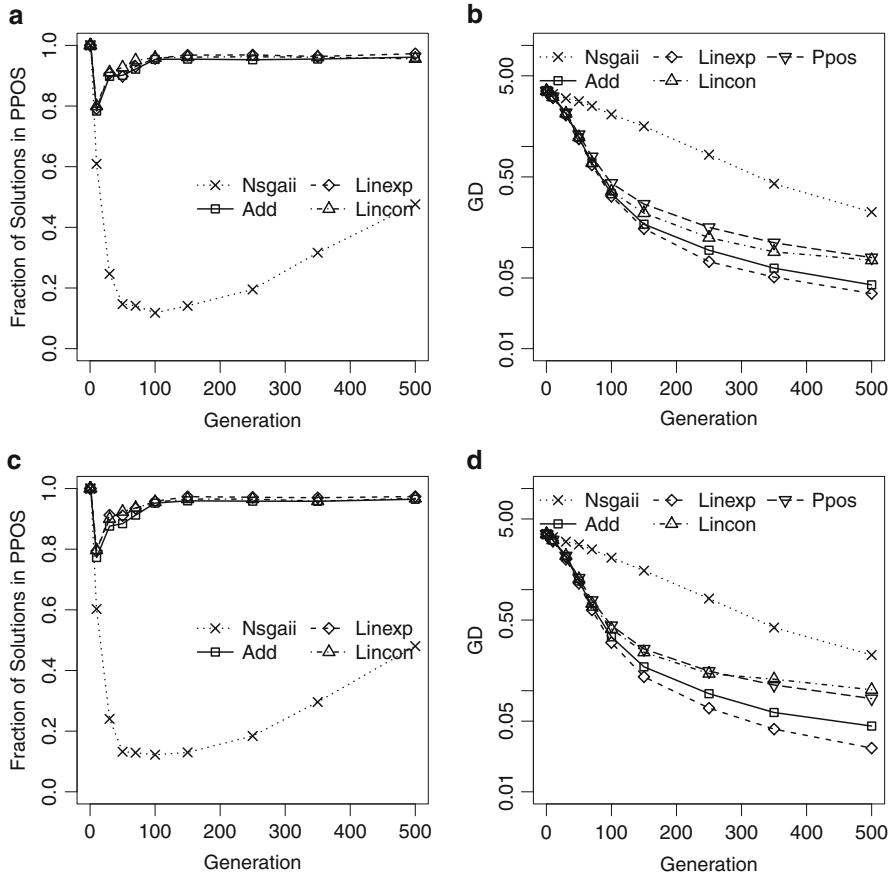 a
1.0
0.8
0.6
0.4
0.2
0.0
Fraction of Solutions in PPOS
Nsgaii
Linexp
Add
Lincon
0
100
200
300
400
500
Generation
b
5.00
0.50
0.05
0.01
GD
Nsgaii
Linexp
Ppos
Add
Lincon
0
100
200
300
400
500
Generation
c
1.0
0.8
0.6
0.4
0.2
0.0
Fraction of Solutions in PPOS
Nsgaii
Linexp
Add
Lincon
0
100
200
300
400
500
Generation
d
5.00
0.50
0.05
0.01
GD
Nsgaii
Linexp
Ppos
Add
Lincon
0
100
200
300
400
500
Generation